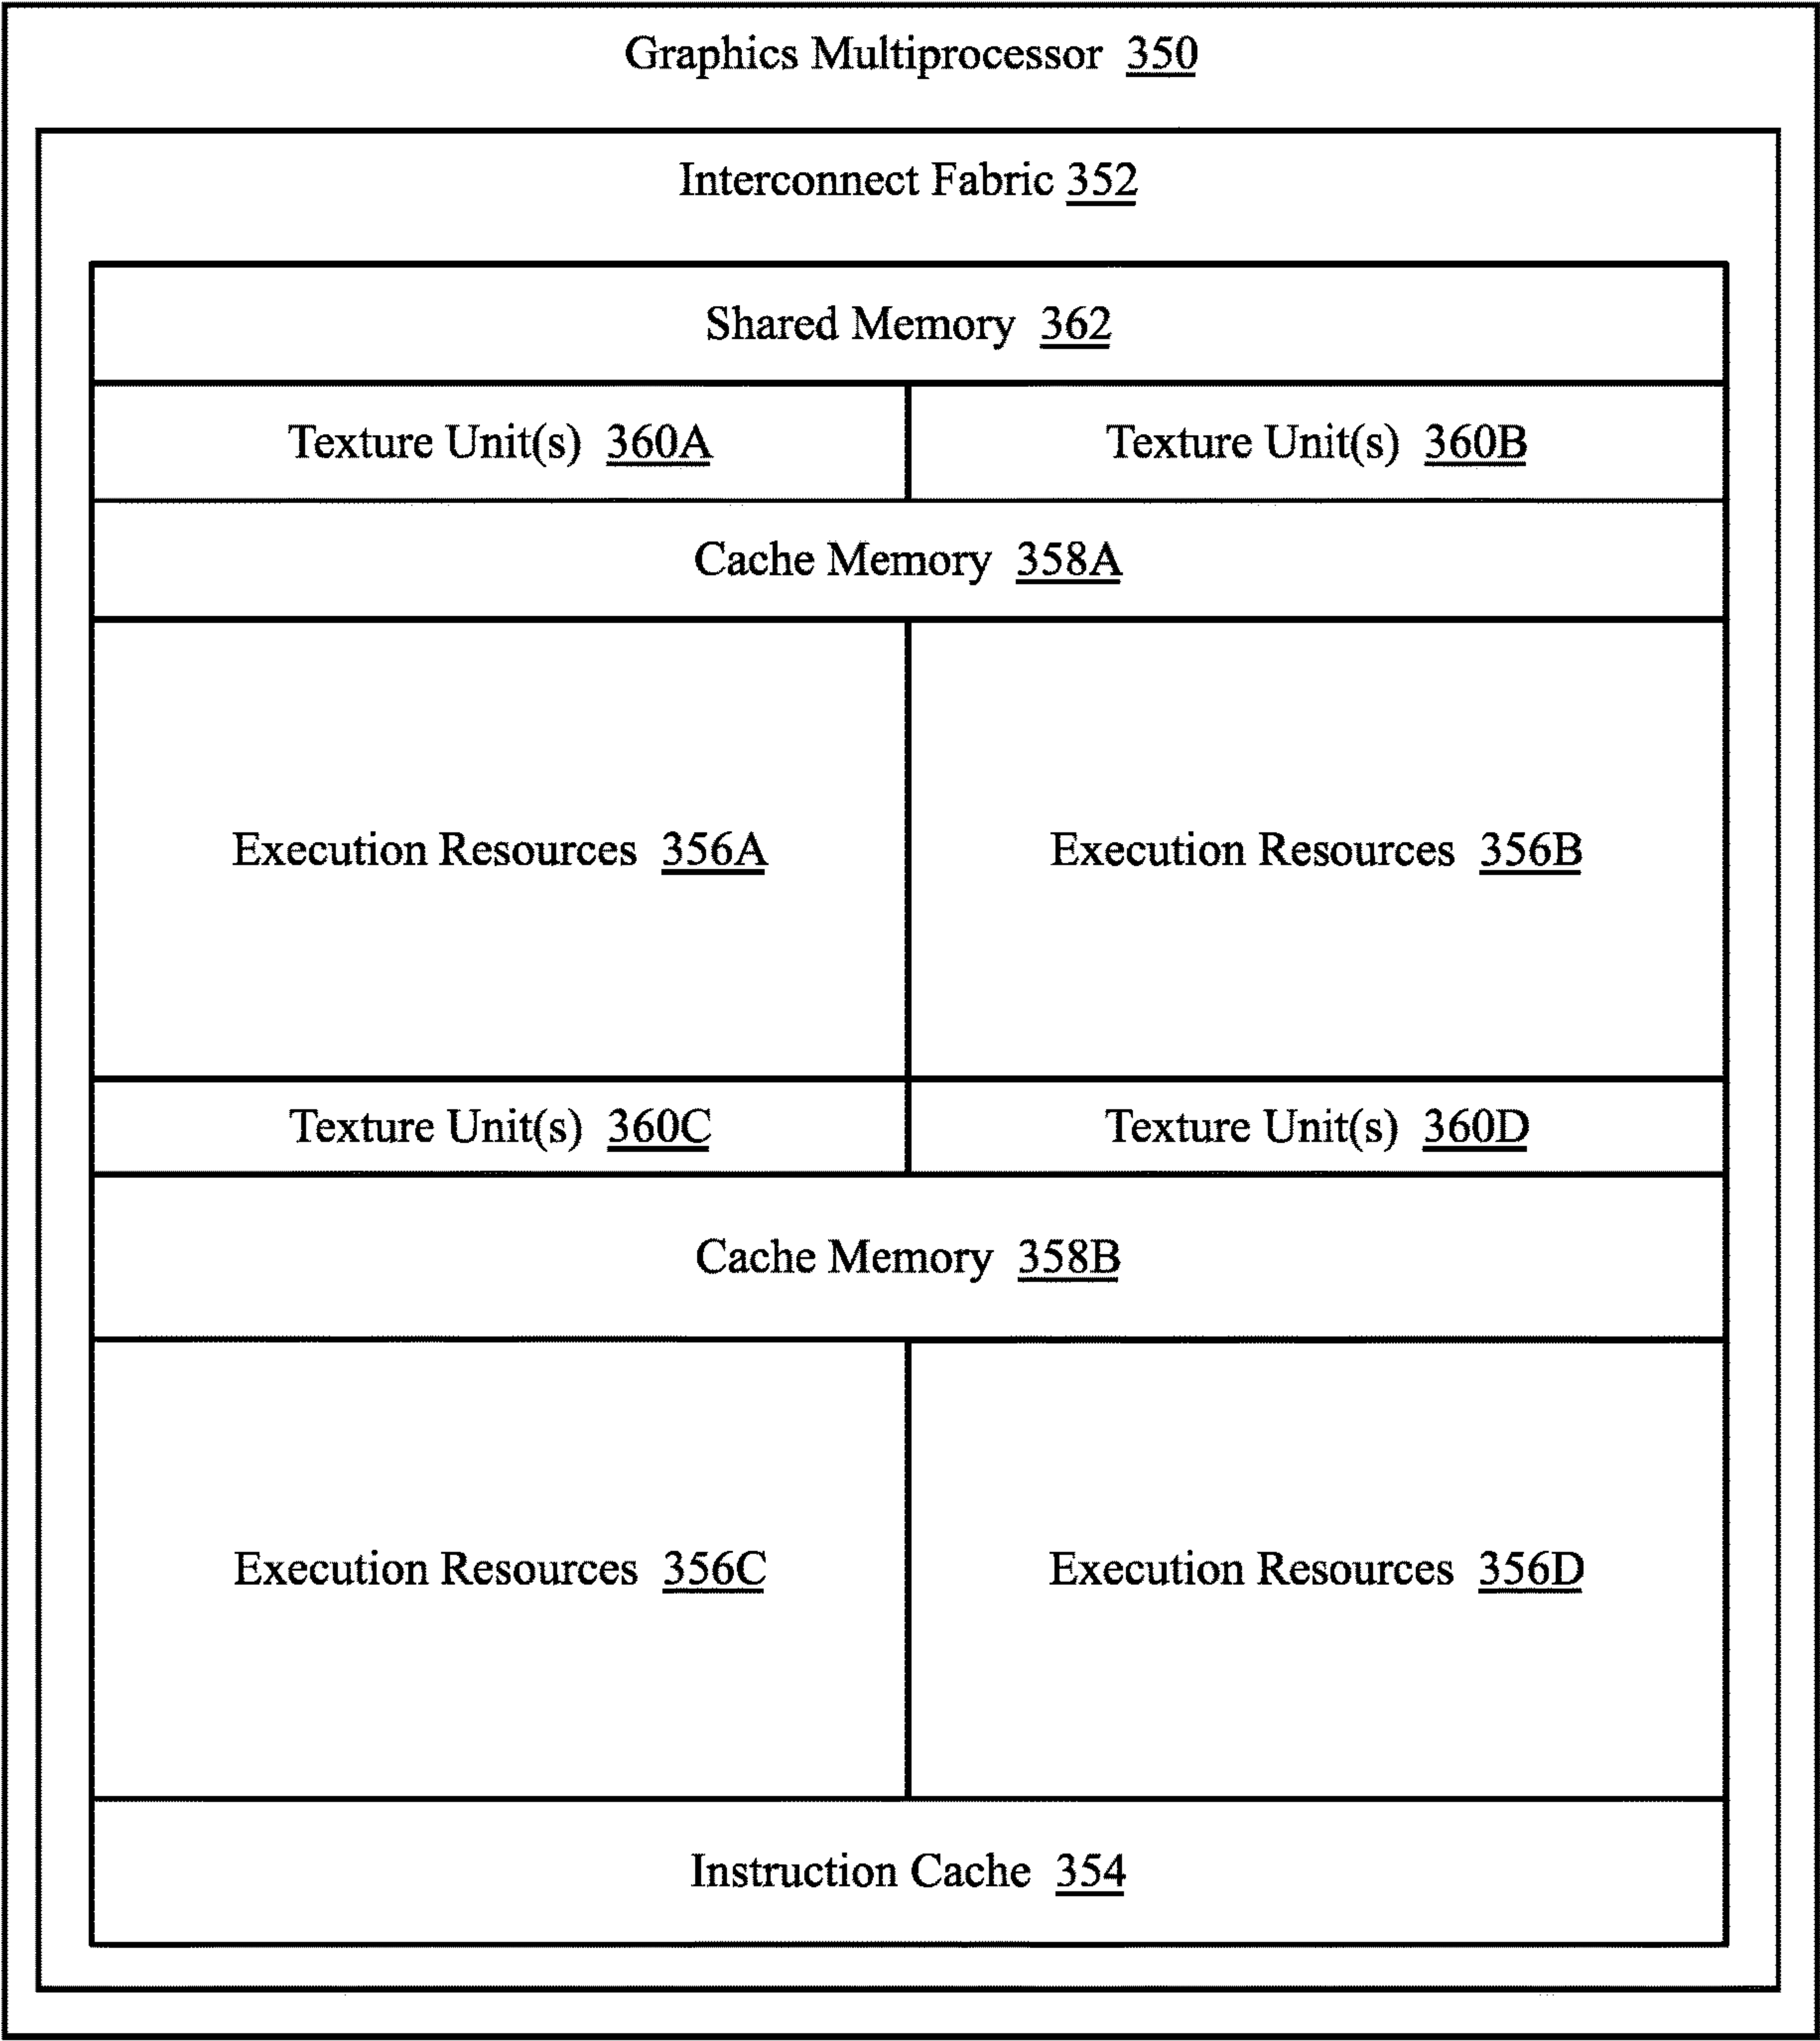 Graphics Multiprocessor 350
Interconnect Fabric 352
Shared Memory 362
Texture Unit(s) 360A
Texture Unit(s) 360B
Cache Memory 358A
Execution Resources 356A
Execution Resources 356B
Texture Unit(s) 360C
Texture Unit(s) 360D
Cache Memory 358B
Execution Resources 356C
Execution Resources 356D
Instruction Cache 354